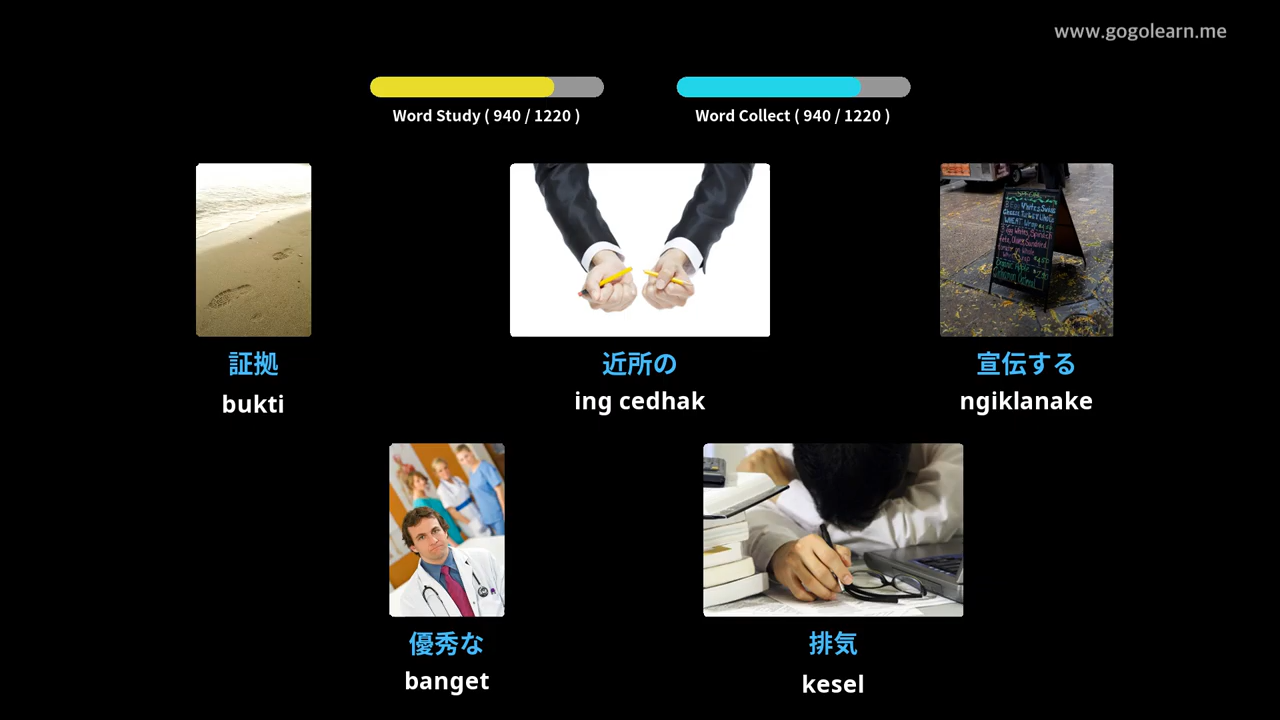 www.gogolearn.me
Word Study ( 940 / 1220 )
Word Collect ( 940 / 1220 )
証拠
bukti
近所の
ing cedhak
宣伝する
ngiklanake
優秀な
banget
排気
kesel